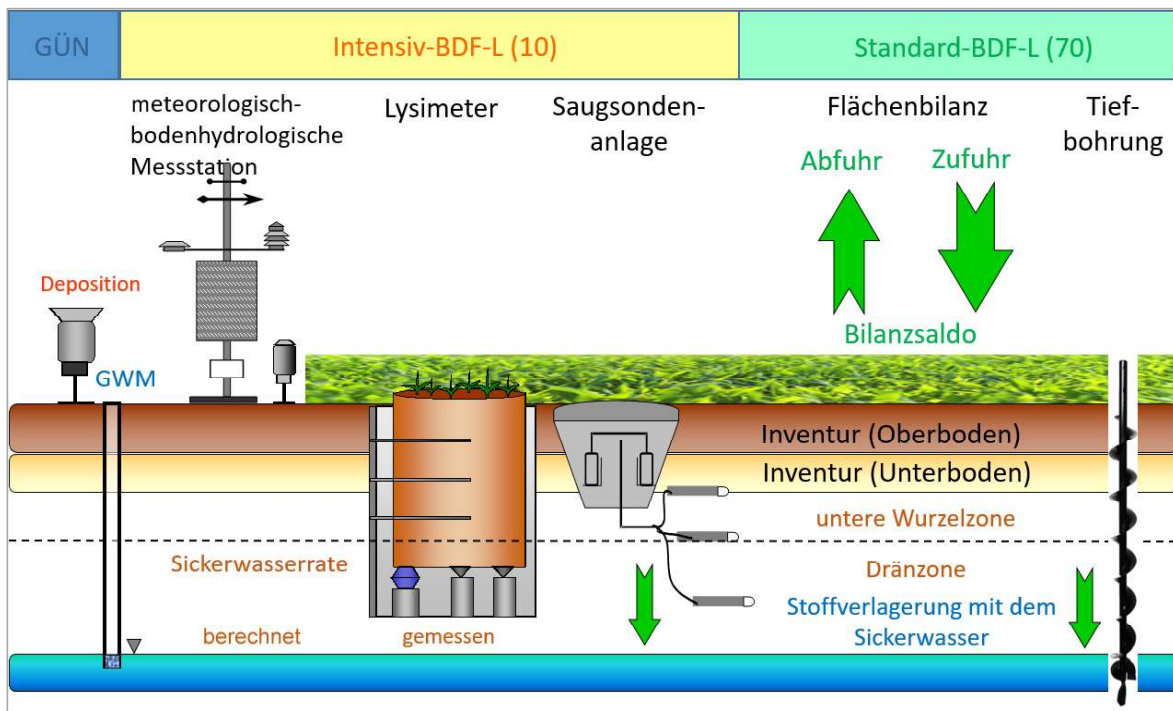 GÜN
Intensiv-BDF-L (10)
Standard-BDF-L (70)
meteorologisch-
bodenhydrologische
Messstation
Lysimeter
Saugsonden-
anlage
Flächenbilanz
Tief-
bohrung
Abfuhr
Zufuhr
Deposition
Bilanzsaldo
GWM
Inventur (Oberboden)
Inventur (Unterboden)
untere Wurzelzone
Sickerwasserrate
Dränzone
Stoffverlagerung mit dem
Sickerwasser
berechnet
gemessen